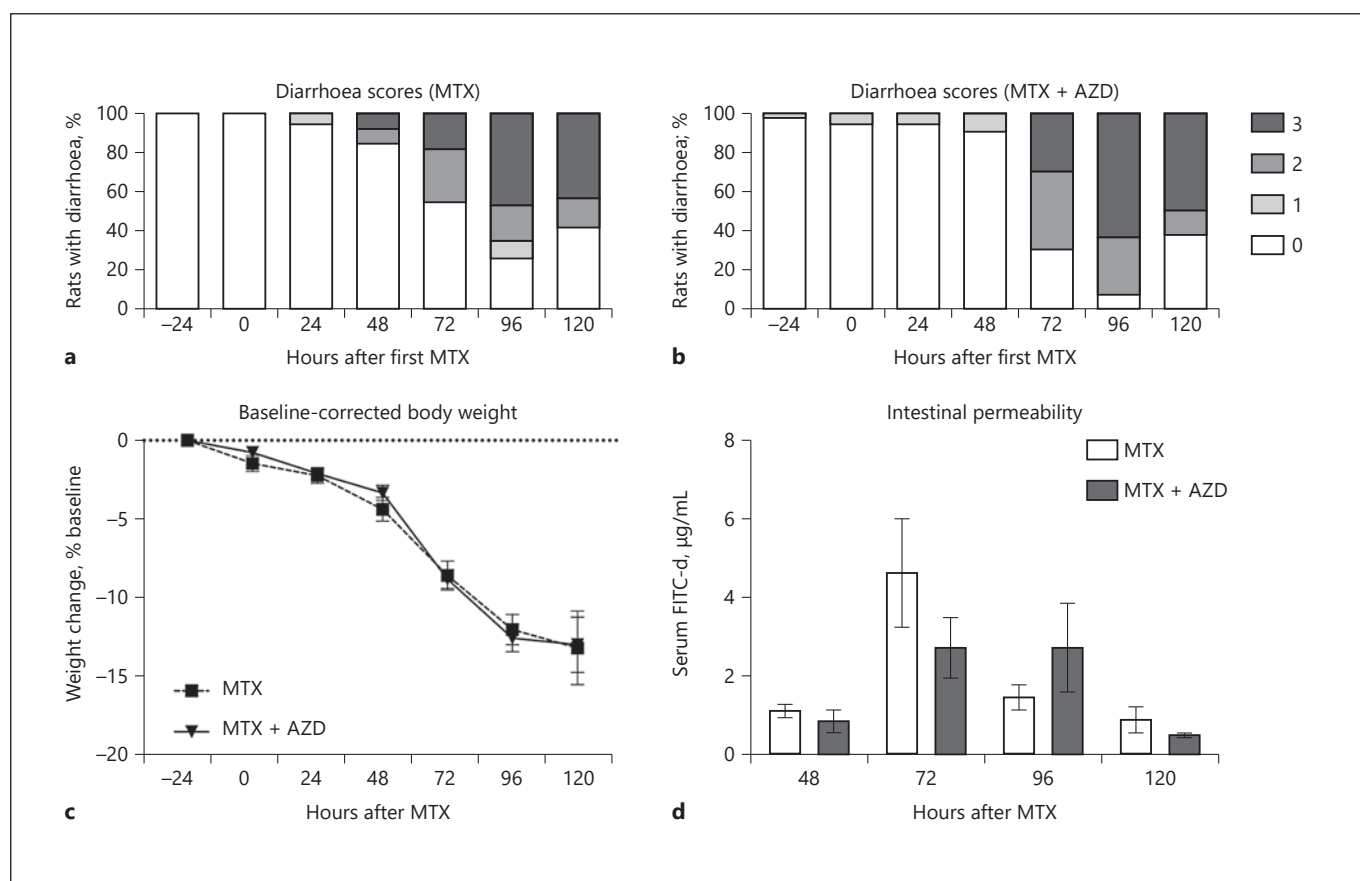 Diarrhoea scores (MTX)
Rats with diarrhoea, %
100
80
60
40
20
0
–24 0 24 48 72 96 120
Hours after first MTX
a
Diarrhoea scores (MTX + AZD)
Rats with diarrhoea; %
100
80
60
40
20
0
–24 0 24 48 72 96 120
Hours after first MTX
b
3
2
1
0
Baseline-corrected body weight
Weight change, % baseline
0
–5
–10
–15
–20
MTX
MTX + AZD
–24 0 24 48 72 96 120
Hours after MTX
c
Intestinal permeability
Serum FITC-d, µg/mL
8
6
4
2
0
MTX
MTX + AZD
48 72 96 120
Hours after MTX
d